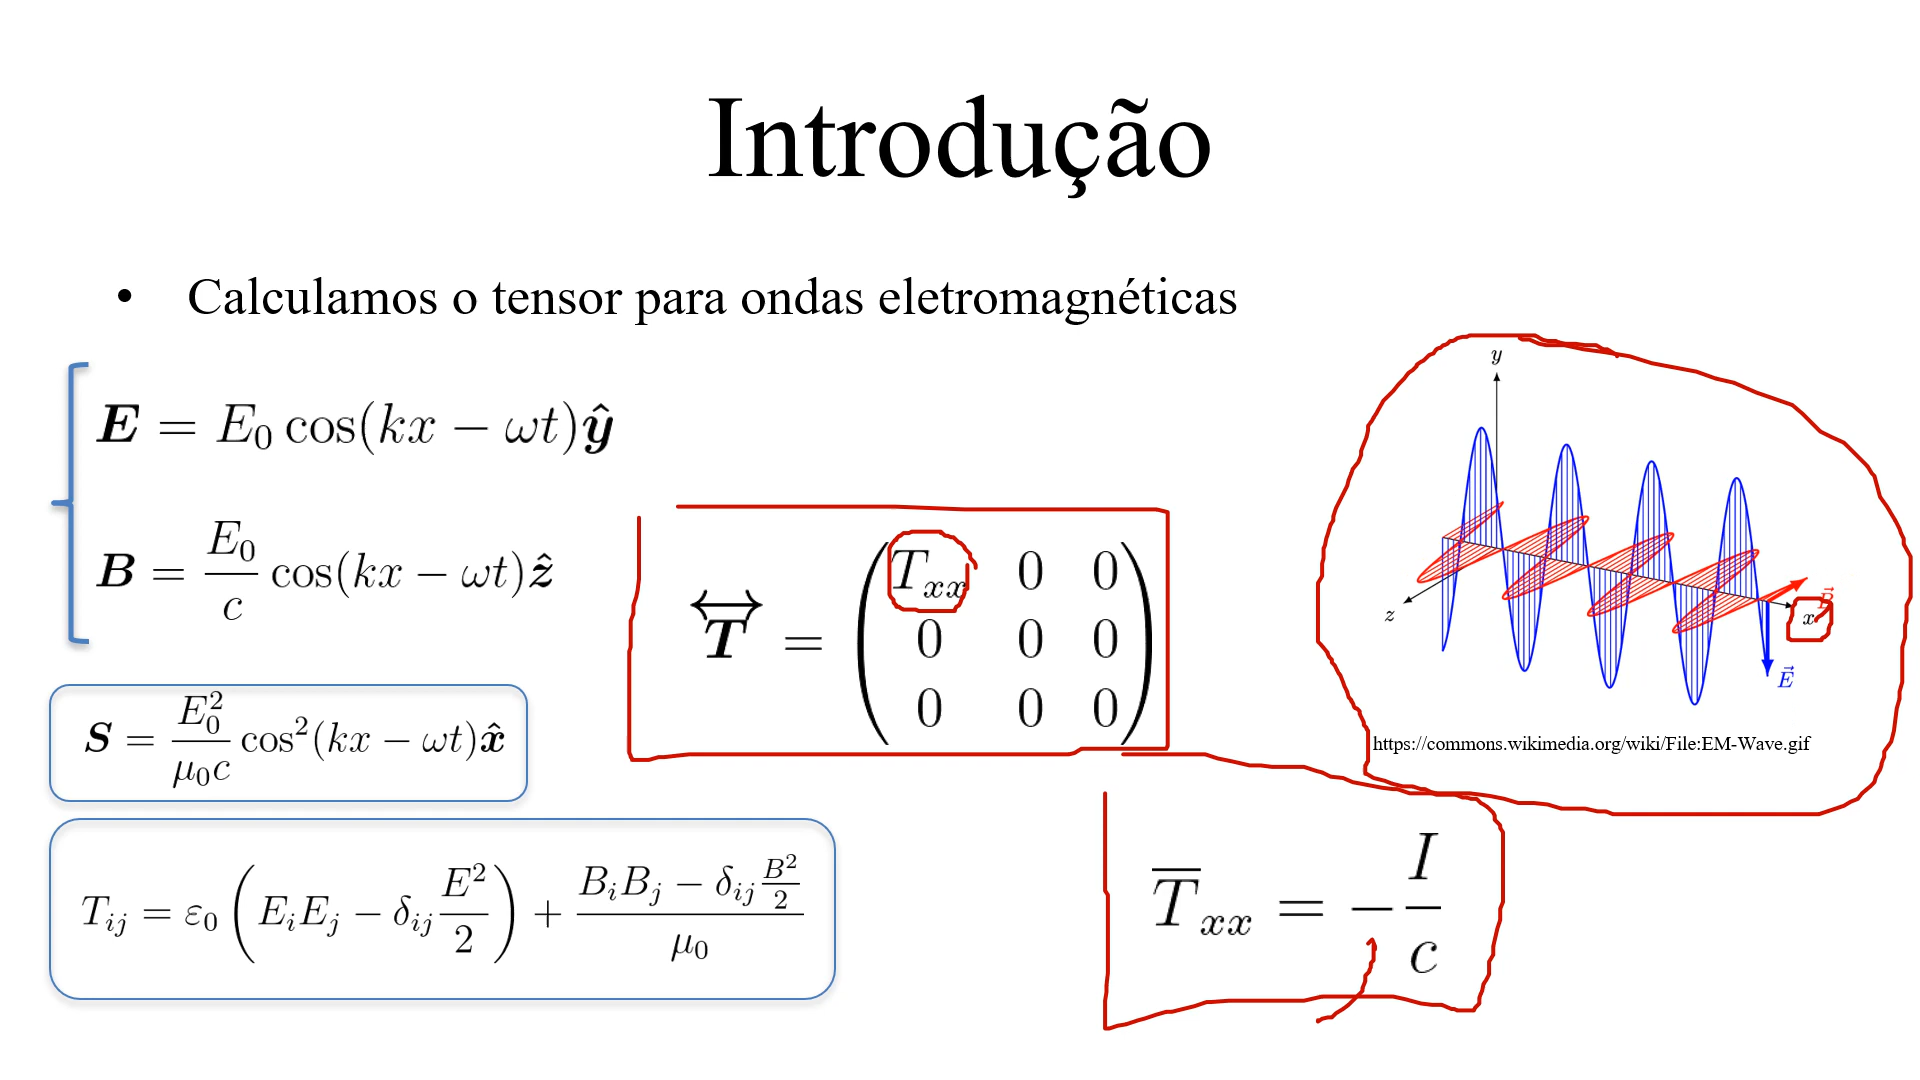 Introdução
• Calculamos o tensor para ondas eletromagnéticas
E = E₀ cos(kx − ωt)ŷ
B = E₀/c cos(kx − ωt)ẑ
S = E₀²/μ₀c cos²(kx − ωt)x̂
Tᵢⱼ = ε₀ (EᵢEⱼ − δᵢⱼ E²/2) + (BᵢBⱼ − δᵢⱼ B²/2)/μ₀
T⃡ = (Tₓₓ 0 0
0 0 0
0 0 0)
y
z
x
B⃗
E⃗
https://commons.wikimedia.org/wiki/File:EM-Wave.gif
T̅ₓₓ = − I/c